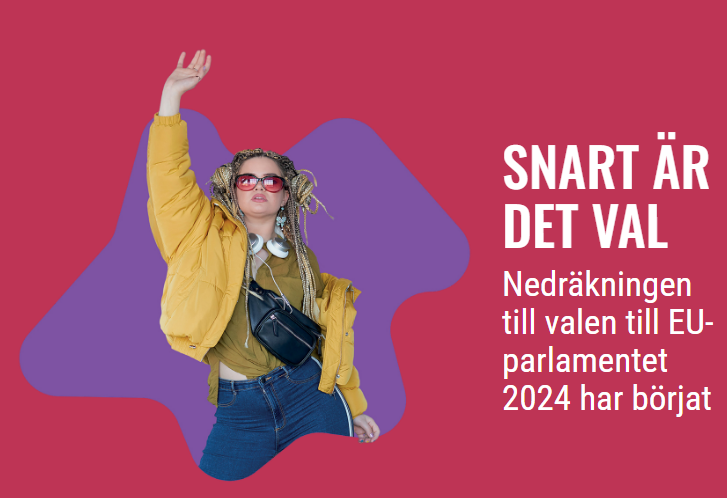 SNART ÄR
DET VAL
Nedräkningen
till valen till EU-
parlamentet
2024 har börjat